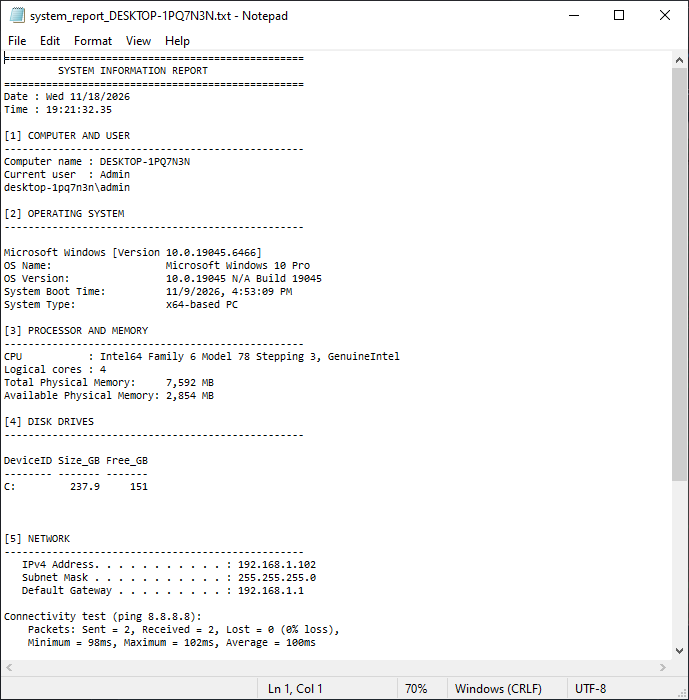 system_report_DESKTOP-1PQ7N3N.txt - Notepad
File Edit Format View Help
==================================================
         SYSTEM INFORMATION REPORT
==================================================
Date : Wed 11/18/2026
Time : 19:21:32.35

[1] COMPUTER AND USER
--------------------------------------------------
Computer name : DESKTOP-1PQ7N3N
Current user  : Admin
desktop-1pq7n3n\admin

[2] OPERATING SYSTEM
--------------------------------------------------

Microsoft Windows [Version 10.0.19045.6466]
OS Name:                   Microsoft Windows 10 Pro
OS Version:                10.0.19045 N/A Build 19045
System Boot Time:          11/9/2026, 4:53:09 PM
System Type:               x64-based PC

[3] PROCESSOR AND MEMORY
--------------------------------------------------
CPU           : Intel64 Family 6 Model 78 Stepping 3, GenuineIntel
Logical cores : 4
Total Physical Memory:     7,592 MB
Available Physical Memory: 2,854 MB

[4] DISK DRIVES
--------------------------------------------------

DeviceID Size_GB Free_GB
-------- ------- -------
C:         237.9     151

[5] NETWORK
--------------------------------------------------
   IPv4 Address. . . . . . . . . . . : 192.168.1.102
   Subnet Mask . . . . . . . . . . . : 255.255.255.0
   Default Gateway . . . . . . . . . : 192.168.1.1

Connectivity test (ping 8.8.8.8):
    Packets: Sent = 2, Received = 2, Lost = 0 (0% loss),
    Minimum = 98ms, Maximum = 102ms, Average = 100ms
Ln 1, Col 1 70% Windows (CRLF) UTF-8